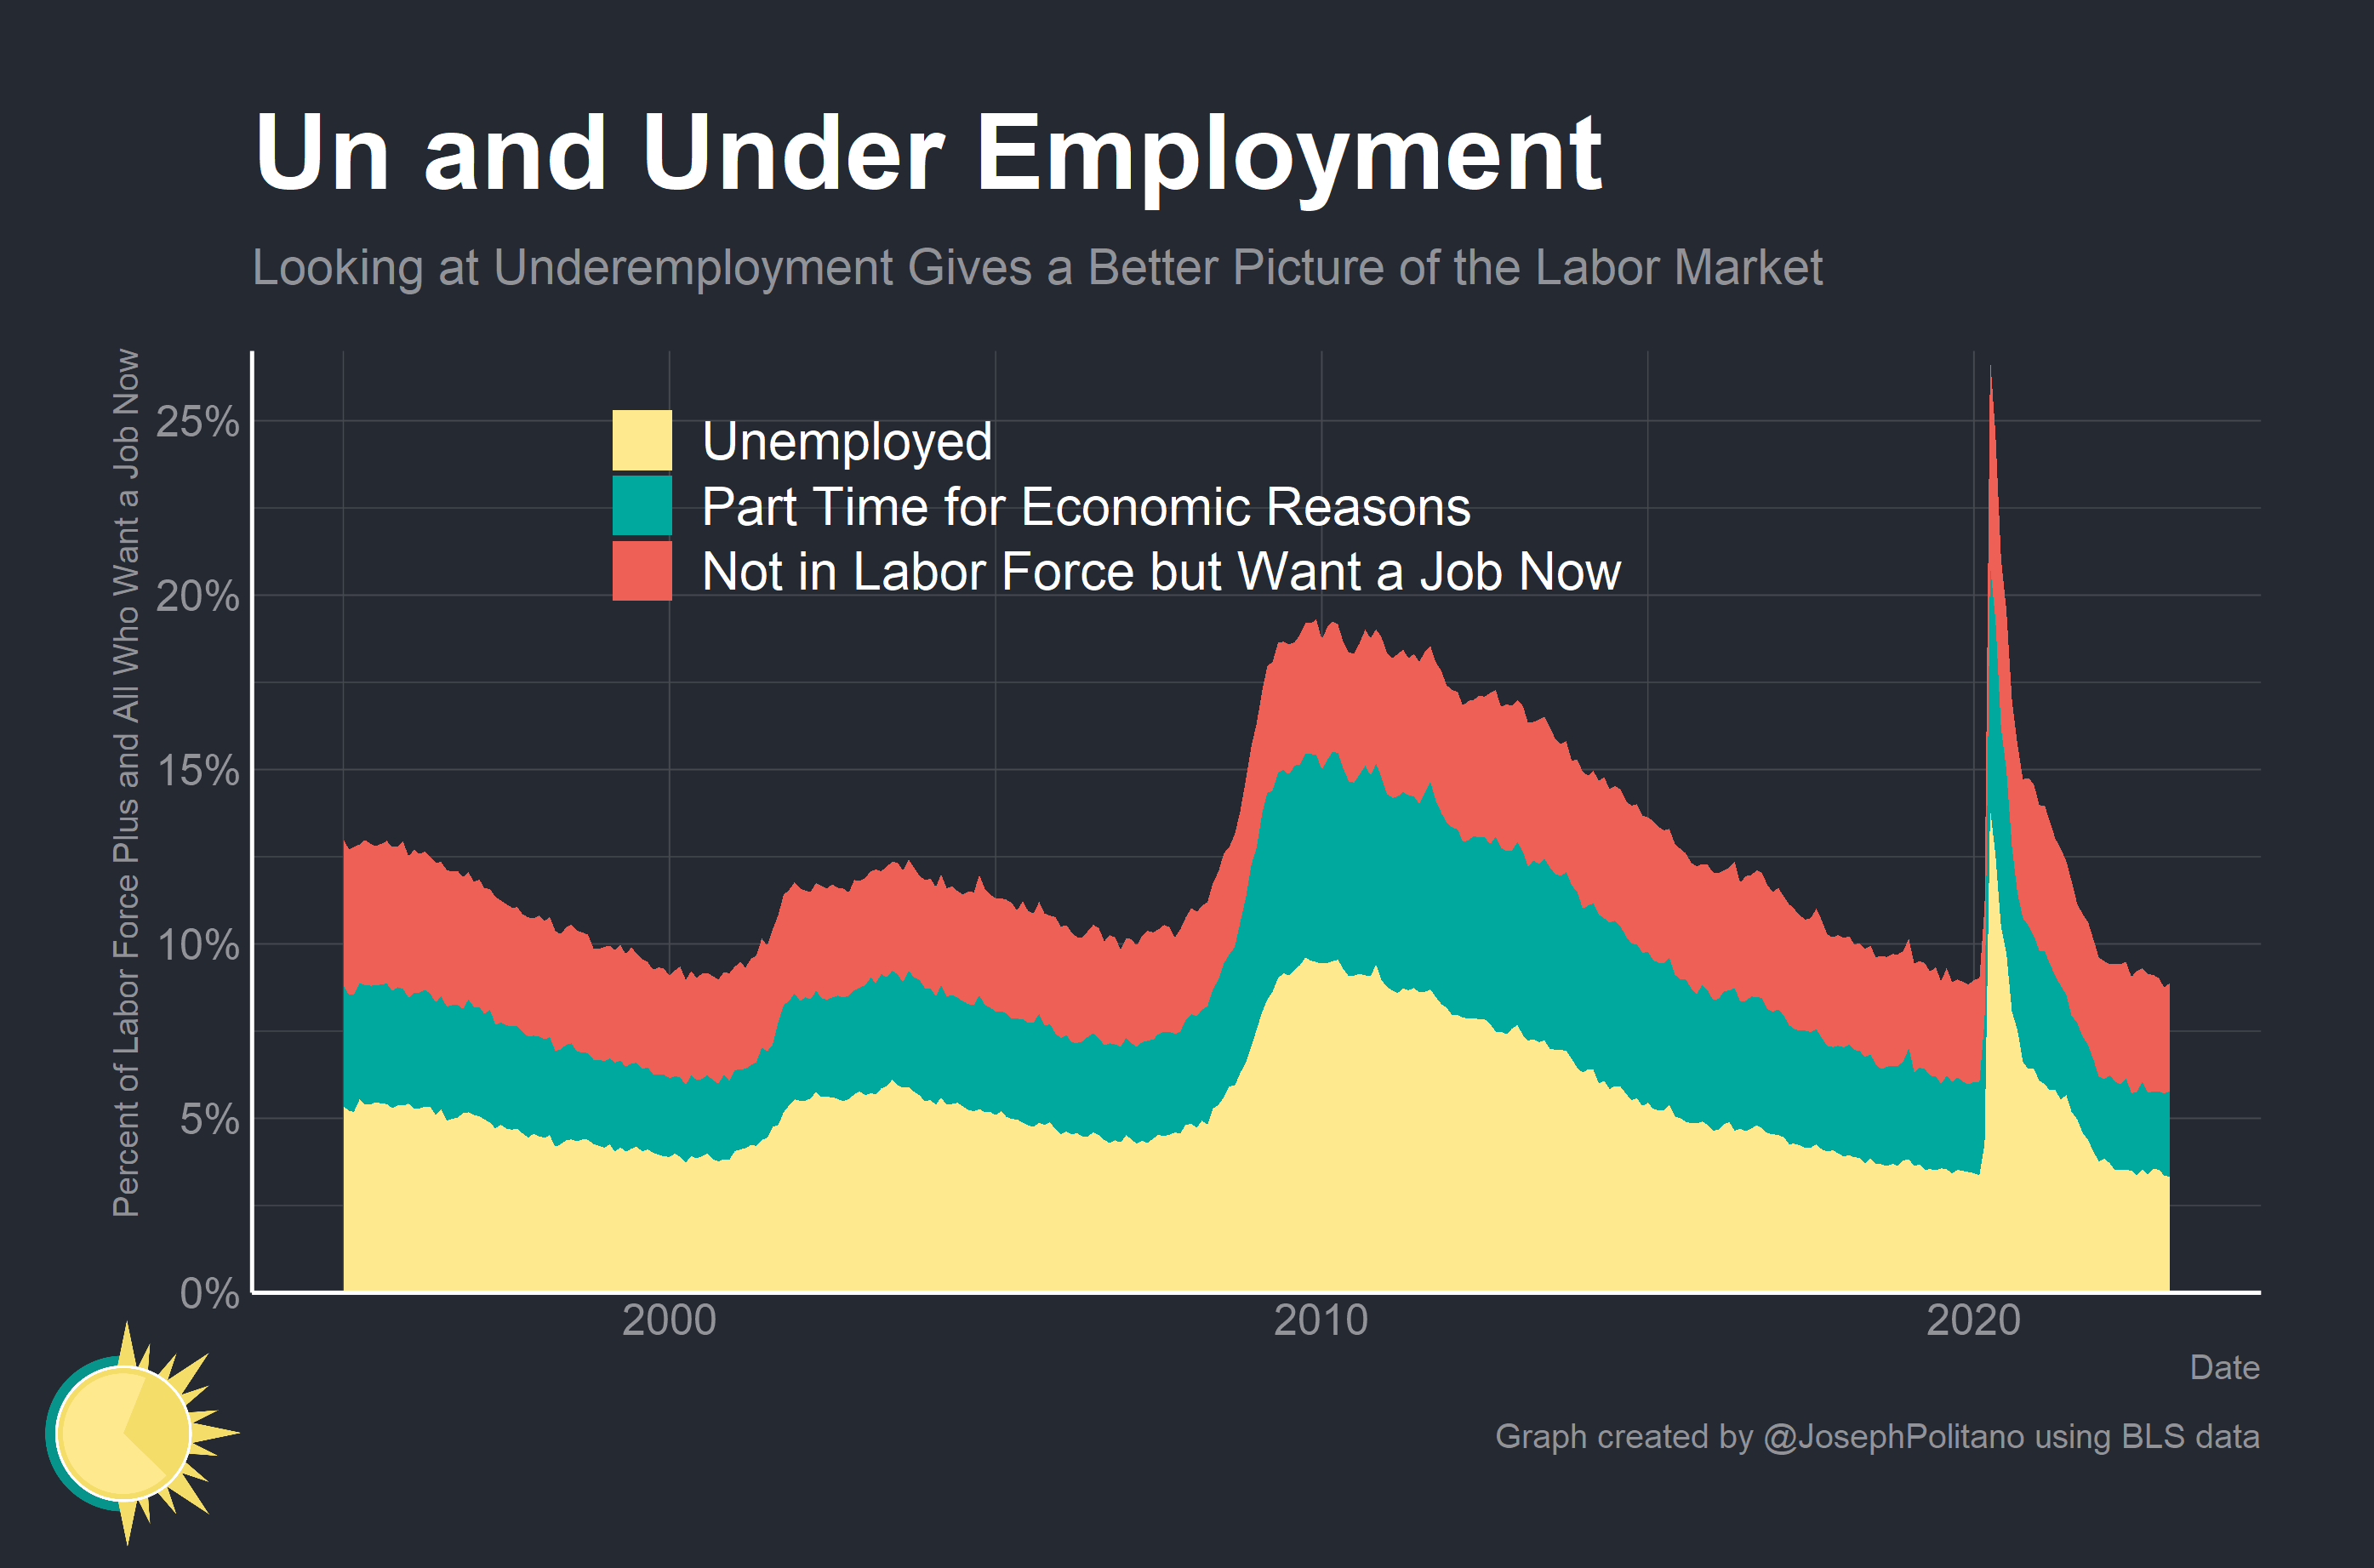 Un and Under Employment
Looking at Underemployment Gives a Better Picture of the Labor Market
Percent of Labor Force Plus and All Who Want a Job Now
25%
20%
15%
10%
5%
0%
Unemployed
Part Time for Economic Reasons
Not in Labor Force but Want a Job Now
2000
2010
2020
Date
Graph created by @JosephPolitano using BLS data